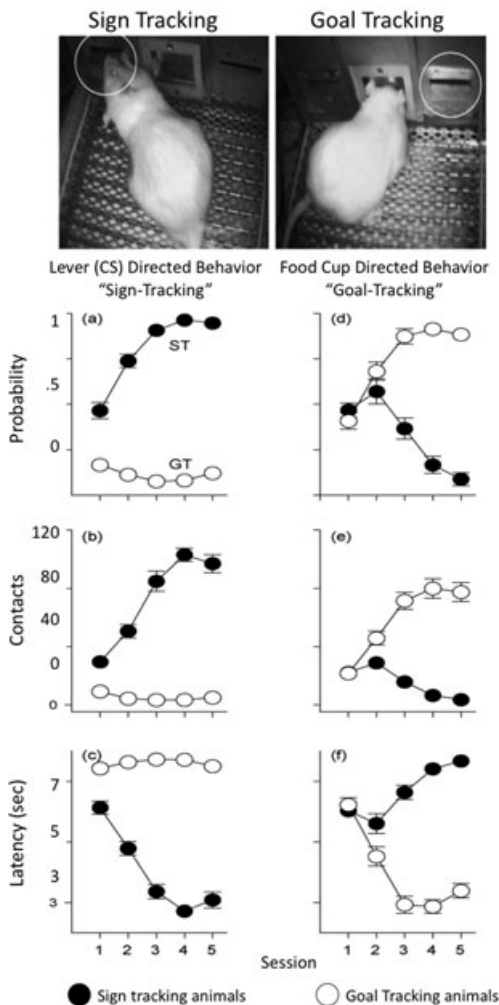 Sign Tracking
Goal Tracking
Lever (CS) Directed Behavior
"Sign-Tracking"
Food Cup Directed Behavior
"Goal-Tracking"
(a)
Probability
1
.5
0
ST
GT
(d)
(b)
Contacts
120
80
40
0
0
(e)
(c)
Latency (sec)
7
5
3
3
1 2 3 4 5
(f)
1 2 3 4 5
Session
Sign tracking animals
Goal Tracking animals